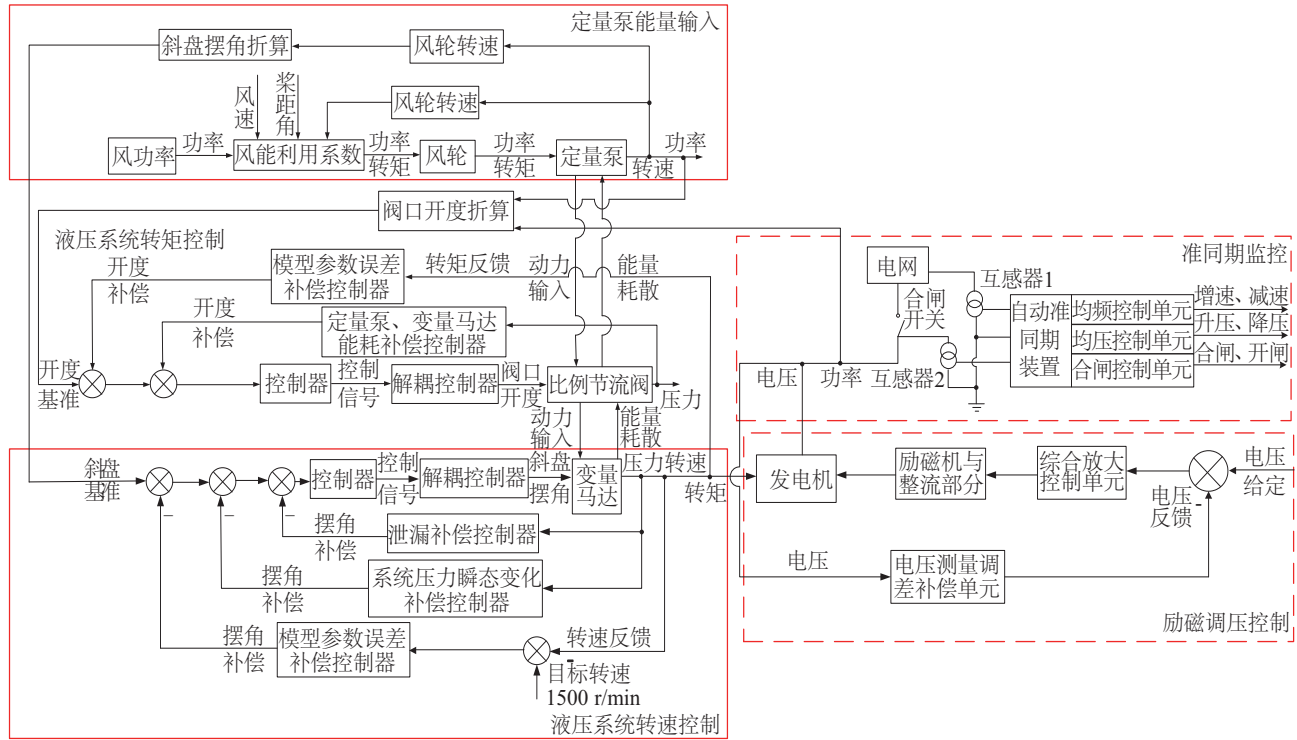 定量泵能量输入
斜盘摆角折算
风轮转速
风速
桨距角
风轮转速
风功率
功率
风能利用系数
功率
转矩
风轮
功率
转矩
定量泵
功率
转速
阀口开度折算
液压系统转矩控制
开度
补偿
模型参数误差
补偿控制器
转矩反馈
动力
输入
能量
耗散
开度
补偿
定量泵、变量马达
能耗补偿控制器
开度
基准
控制器
控制
信号
解耦控制器
阀口
开度
比例节流阀
压力
动力
输入
能量
耗散
准同期监控
电网
互感器1
合闸
开关
自动准
同期
装置
均频控制单元
均压控制单元
合闸控制单元
增速、减速
升压、降压
合闸、开闸
电压
功率
互感器2
斜盘
基准
控制器
控制
信号
解耦控制器
斜盘
摆角
变量
马达
压力转速
转矩
发电机
励磁机与
整流部分
综合放大
控制单元
电压
给定
电压
反馈
-
－
－
－
摆角
补偿
泄漏补偿控制器
摆角
补偿
系统压力瞬态变化
补偿控制器
电压
电压测量调
差补偿单元
摆角
补偿
模型参数误差
补偿控制器
转速反馈
－
目标转速
1500 r/min
励磁调压控制
液压系统转速控制